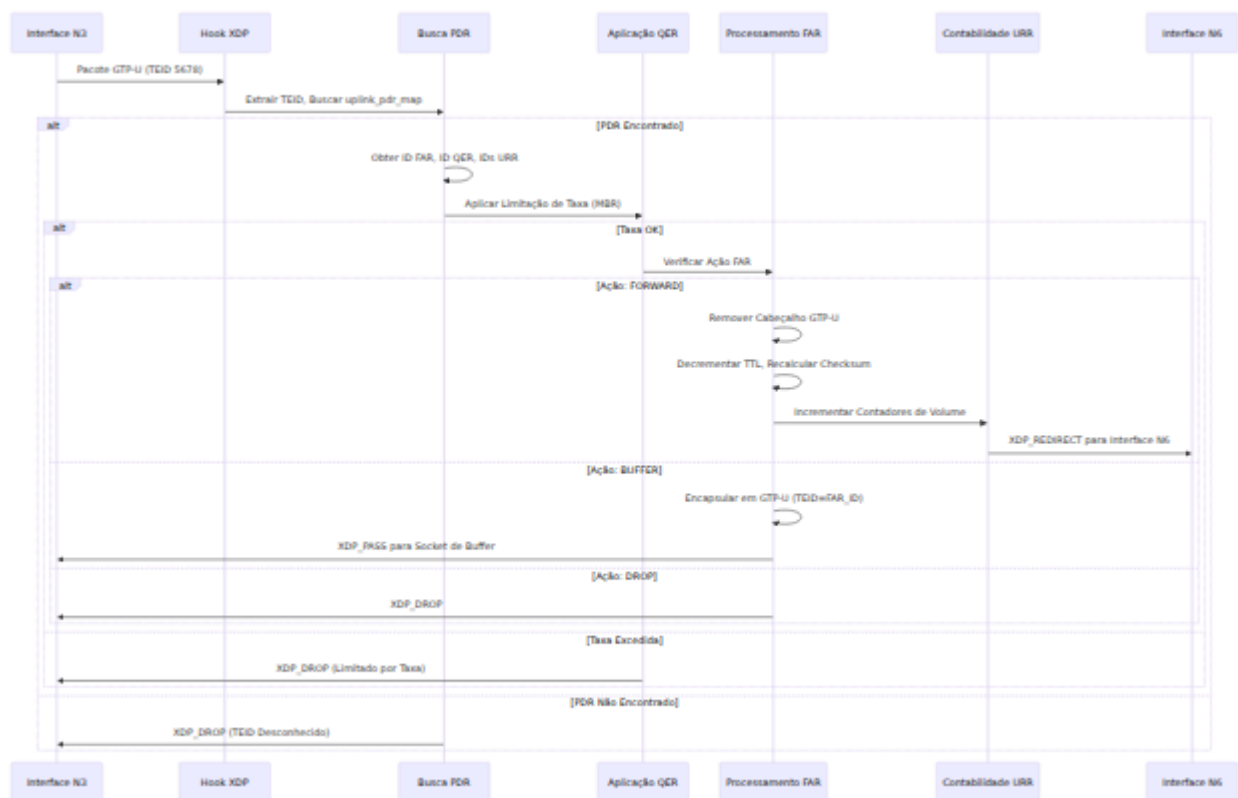 Interface N3
Hook XDP
Busca PDR
Aplicação QER
Processamento FAR
Contabilidade URR
Interface N6
Pacote GTP-U (TEID 5678)
Extrair TEID, Buscar uplink_pdr_map
alt
[PDR Encontrado]
Obter ID FAR, ID QER, IDs URR
Aplicar Limitação de Taxa (MBR)
alt
[Taxa OK]
Verificar Ação FAR
alt
[Ação: FORWARD]
Remover Cabeçalho GTP-U
Decrementar TTL, Recalcular Checksum
Incrementar Contadores de Volume
XDP_REDIRECT para Interface N6
[Ação: BUFFER]
Encapsular em GTP-U (TEID=FAR_ID)
XDP_PASS para Socket de Buffer
[Ação: DROP]
XDP_DROP
[Taxa Excedida]
XDP_DROP (Limitado por Taxa)
[PDR Não Encontrado]
XDP_DROP (TEID Desconhecido)
Interface N3
Hook XDP
Busca PDR
Aplicação QER
Processamento FAR
Contabilidade URR
Interface N6